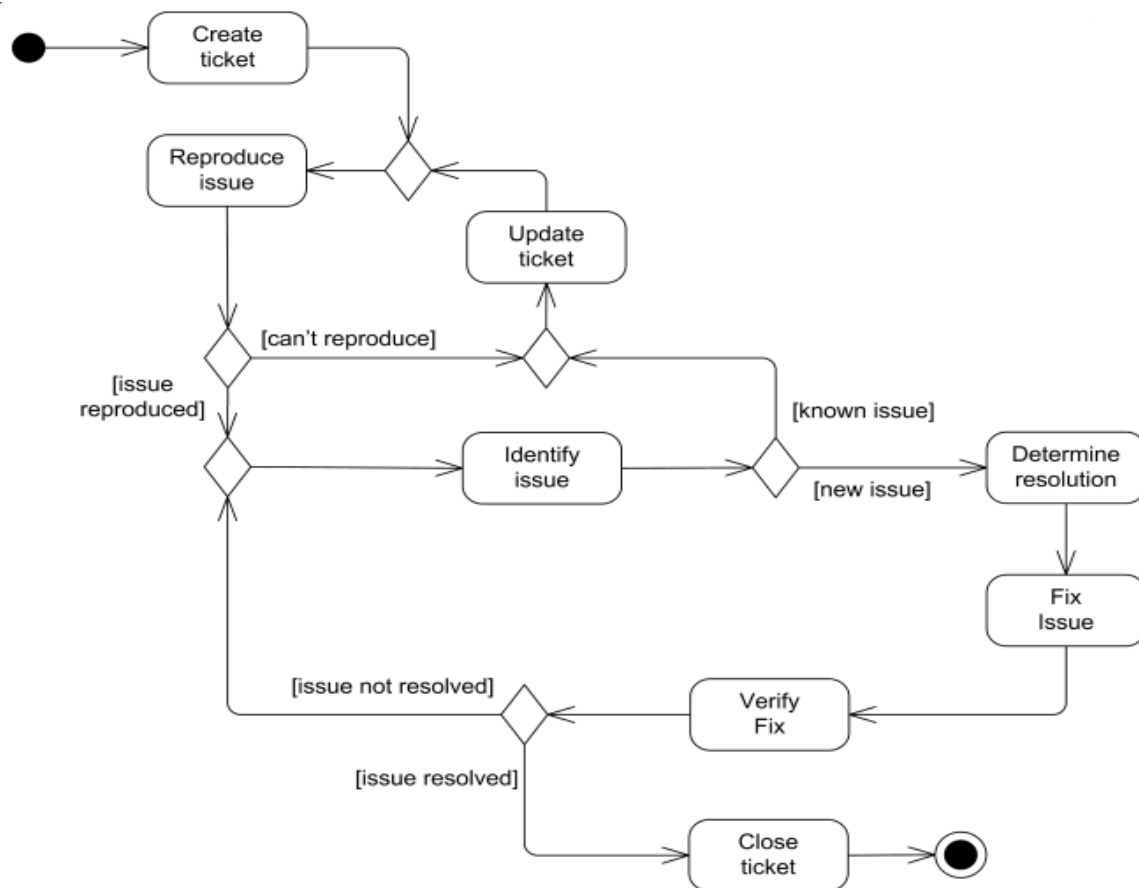 Create
ticket
Reproduce
issue
Update
ticket
[can't reproduce]
[issue
reproduced]
[known issue]
Identify
issue
[new issue]
Determine
resolution
Fix
Issue
[issue not resolved]
Verify
Fix
[issue resolved]
Close
ticket